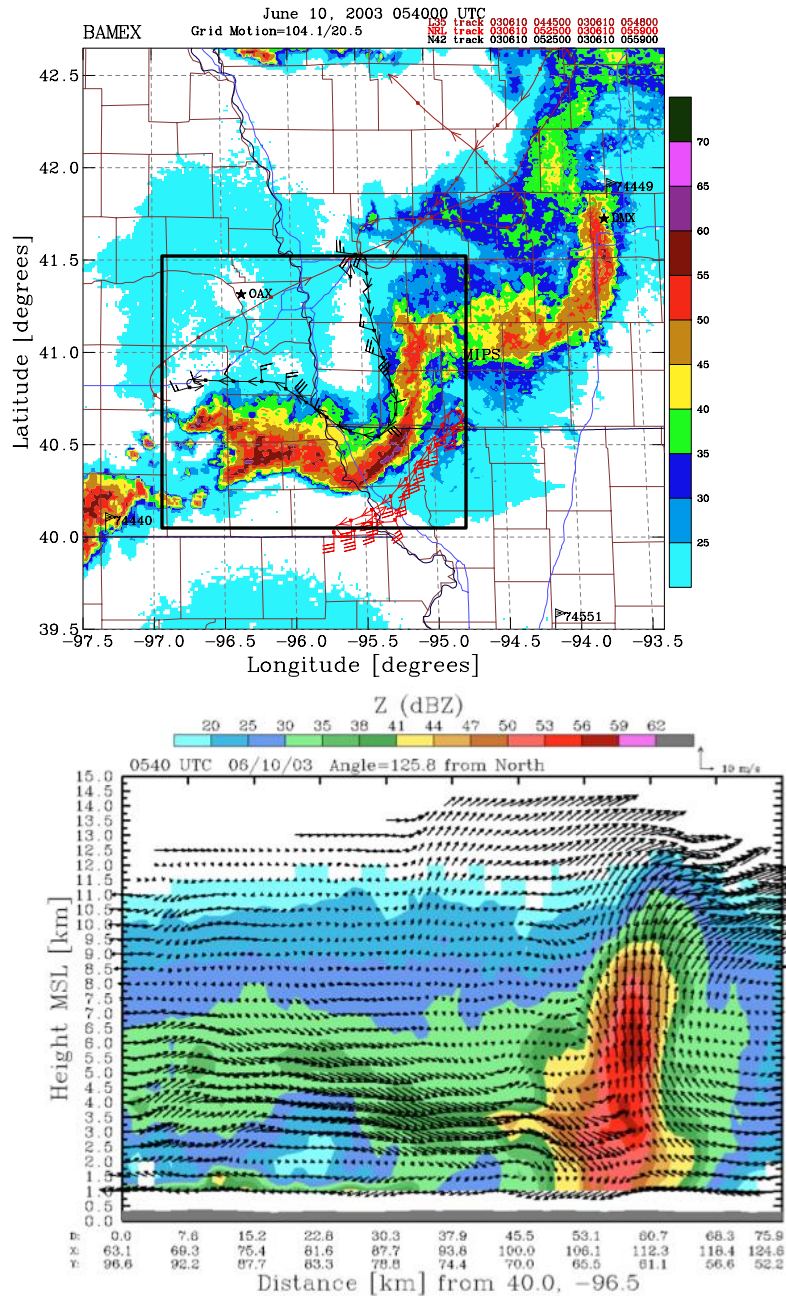 June 10, 2003 054000 UTC
BAMEX
Grid Motion=104.1/20.5
L35 track 030610 044500 030610 054800
NRL track 030610 052500 030610 055900
N42 track 030610 052500 030610 055900
42.5
42.0
41.5
41.0
40.5
40.0
39.5
Latitude [degrees]
74449
DMX
OAX
MIPS
74440
74551
70
65
60
55
50
45
40
35
30
25
−97.5 −97.0 −96.5 −96.0 −95.5 −95.0 −94.5 −94.0 −93.5
Longitude [degrees]
Z (dBZ)
20 25 30 35 38 41 44 47 50 53 56 59 62
0540 UTC 06/10/03 Angle=125.8 from North
10 m/s
15.0
14.5
14.0
13.5
13.0
12.5
12.0
11.5
11.0
10.5
10.0
9.5
9.0
8.5
8.0
7.5
7.0
6.5
6.0
5.5
5.0
4.5
4.0
3.5
3.0
2.5
2.0
1.5
1.0
0.5
0.0
Height MSL [km]
D: 0.0 7.6 15.2 22.8 30.3 37.9 45.5 53.1 60.7 68.3 75.9
X: 63.1 69.3 75.4 81.6 87.7 93.8 100.0 106.1 112.3 118.4 124.6
Y: 96.6 92.2 87.7 83.3 78.8 74.4 70.0 65.5 61.1 56.6 52.2
Distance [km] from 40.0, −96.5